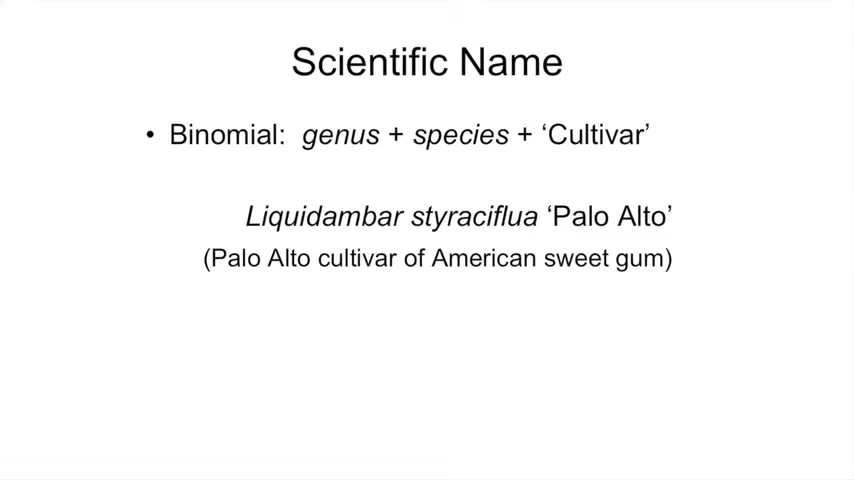 Scientific Name
• Binomial: genus + species + ‘Cultivar’
Liquidambar styraciflua ‘Palo Alto’
(Palo Alto cultivar of American sweet gum)